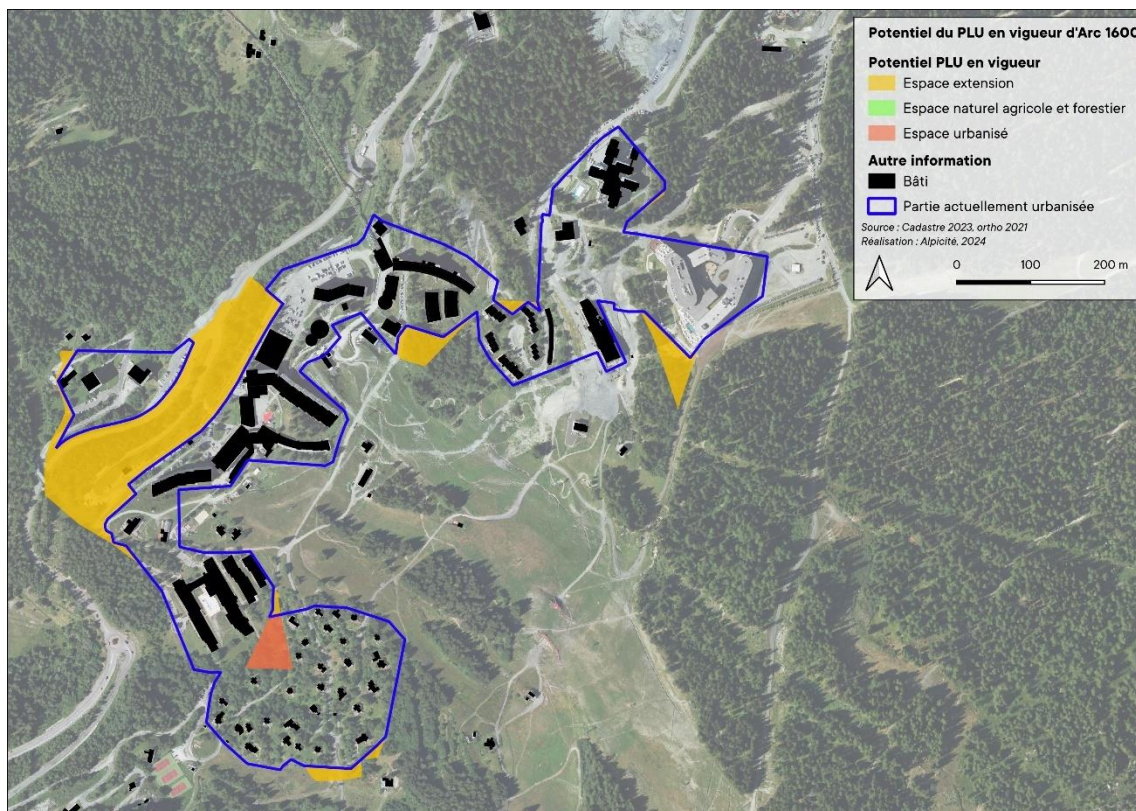 Potentiel du PLU en vigueur d'Arc 1600
Potentiel PLU en vigueur
Espace extension
Espace naturel agricole et forestier
Espace urbanisé
Autre information
Bâti
Partie actuellement urbanisée
Source : Cadastre 2023, ortho 2021
Réalisation : Alpicité, 2024
0 100 200 m